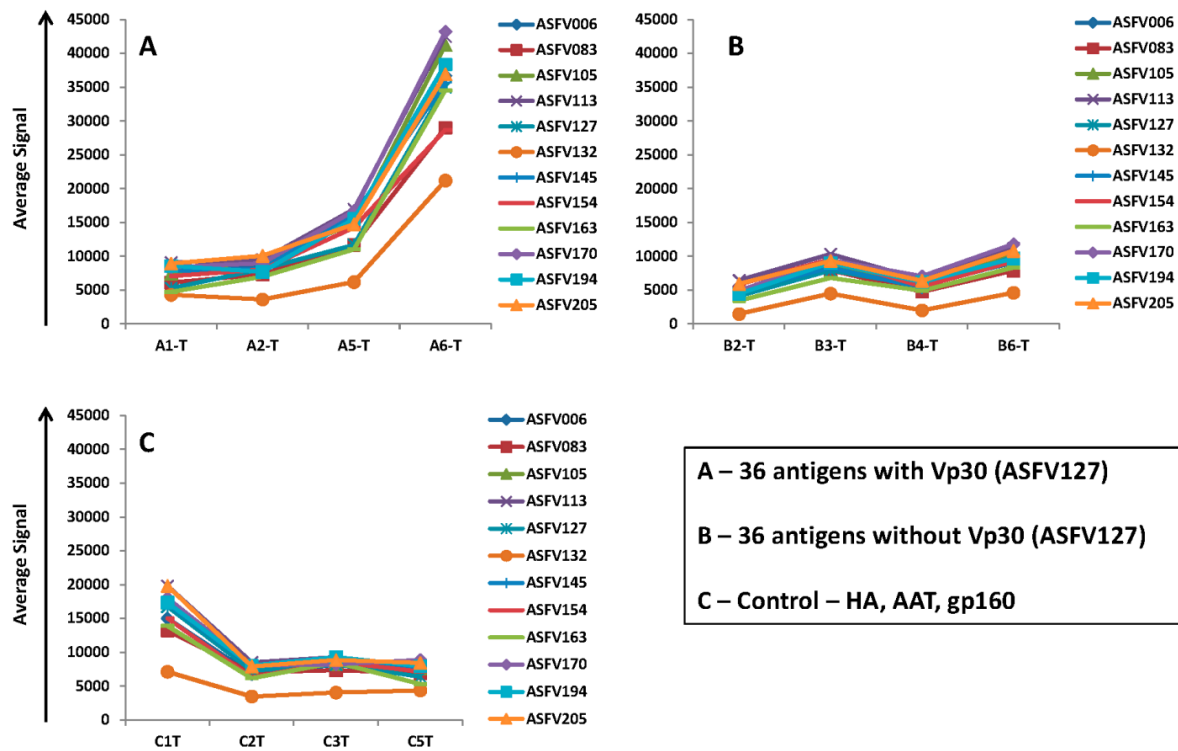 A
Average Signal
45000
40000
35000
30000
25000
20000
15000
10000
5000
0
A1-T A2-T A5-T A6-T
ASFV006
ASFV083
ASFV105
ASFV113
ASFV127
ASFV132
ASFV145
ASFV154
ASFV163
ASFV170
ASFV194
ASFV205
B
45000
40000
35000
30000
25000
20000
15000
10000
5000
0
B2-T B3-T B4-T B6-T
ASFV006
ASFV083
ASFV105
ASFV113
ASFV127
ASFV132
ASFV145
ASFV154
ASFV163
ASFV170
ASFV194
ASFV205
C
Average Signal
45000
40000
35000
30000
25000
20000
15000
10000
5000
0
C1T C2T C3T C5T
ASFV006
ASFV083
ASFV105
ASFV113
ASFV127
ASFV132
ASFV145
ASFV154
ASFV163
ASFV170
ASFV194
ASFV205
A – 36 antigens with Vp30 (ASFV127)
B – 36 antigens without Vp30 (ASFV127)
C – Control – HA, AAT, gp160